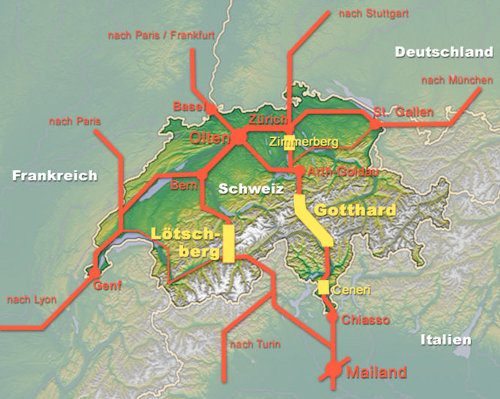 nach Stuttgart
nach Paris / Frankfurt
Deutschland
nach München
Basel
Zürich
St. Gallen
nach Paris
Olten
Zimmerberg
Arth-Goldau
Frankreich
Bern
Schweiz
Gotthard
Lötsch-
berg
Genf
Ceneri
nach Lyon
Chiasso
nach Turin
Italien
Mailand